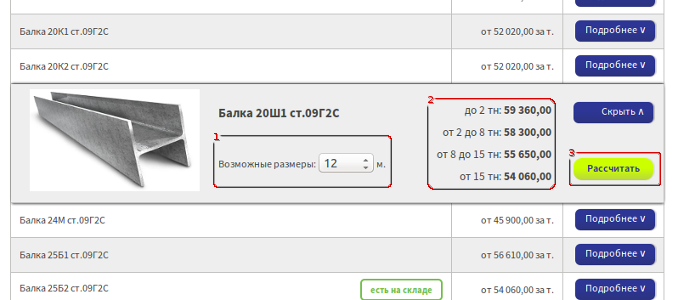 Балка 20К1 ст.09Г2С от 52 020,00 за т. Подробнее ∨
Балка 20К2 ст.09Г2С от 52 020,00 за т. Подробнее ∨
Балка 20Ш1 ст.09Г2С
1
Возможные размеры: 12 м.
2
до 2 тн: 59 360,00
от 2 до 8 тн: 58 300,00
от 8 до 15 тн: 55 650,00
от 15 тн: 54 060,00
Скрыть ∧
3
Рассчитать
Балка 24М ст.09Г2С от 45 900,00 за т. Подробнее ∨
Балка 25Б1 ст.09Г2С от 56 610,00 за т. Подробнее ∨
Балка 25Б2 ст.09Г2С есть на складе от 54 060,00 за т. Подробнее ∨